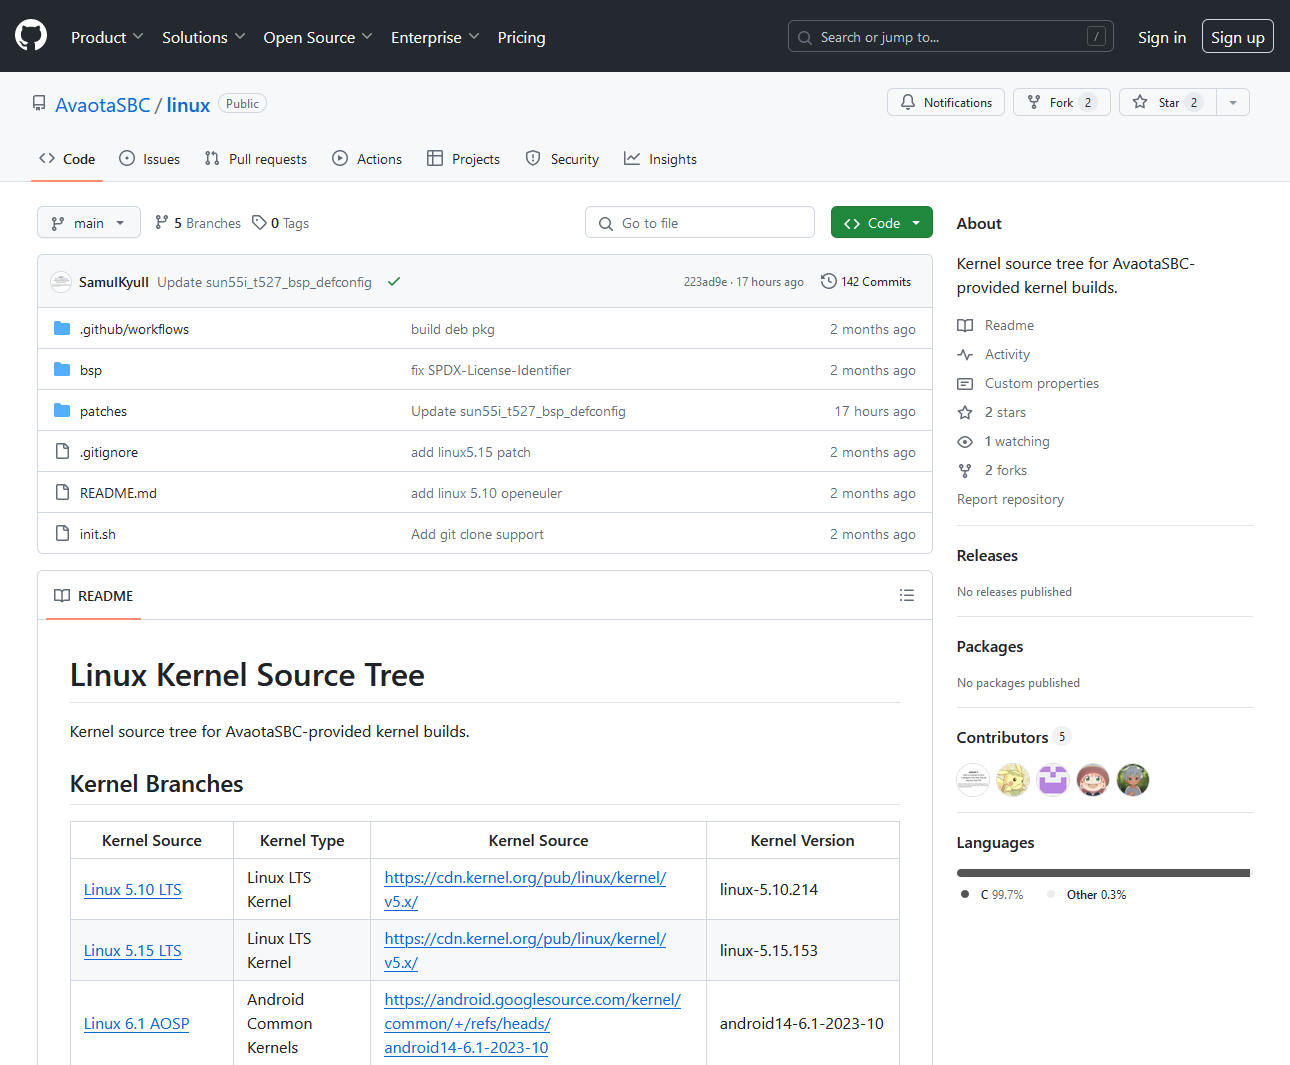 Product Solutions Open Source Enterprise Pricing Search or jump to... / Sign in Sign up
AvaotaSBC / linux Public Notifications Fork 2 Star 2
Code Issues Pull requests Actions Projects Security Insights
main 5 Branches 0 Tags Go to file Code
SamulKyull Update sun55i_t527_bsp_defconfig 223ad9e · 17 hours ago 142 Commits
.github/workflows build deb pkg 2 months ago
bsp fix SPDX-License-Identifier 2 months ago
patches Update sun55i_t527_bsp_defconfig 17 hours ago
.gitignore add linux5.15 patch 2 months ago
README.md add linux 5.10 openeuler 2 months ago
init.sh Add git clone support 2 months ago
README
Linux Kernel Source Tree
Kernel source tree for AvaotaSBC-provided kernel builds.
Kernel Branches
Kernel Source Kernel Type Kernel Source Kernel Version
Linux 5.10 LTS Linux LTS Kernel https://cdn.kernel.org/pub/linux/kernel/v5.x/ linux-5.10.214
Linux 5.15 LTS Linux LTS Kernel https://cdn.kernel.org/pub/linux/kernel/v5.x/ linux-5.15.153
Linux 6.1 AOSP Android Common Kernels https://android.googlesource.com/kernel/common/+/refs/heads/android14-6.1-2023-10 android14-6.1-2023-10
About
Kernel source tree for AvaotaSBC-
provided kernel builds.
Readme
Activity
Custom properties
2 stars
1 watching
2 forks
Report repository
Releases
No releases published
Packages
No packages published
Contributors 5
Languages
C 99.7% Other 0.3%